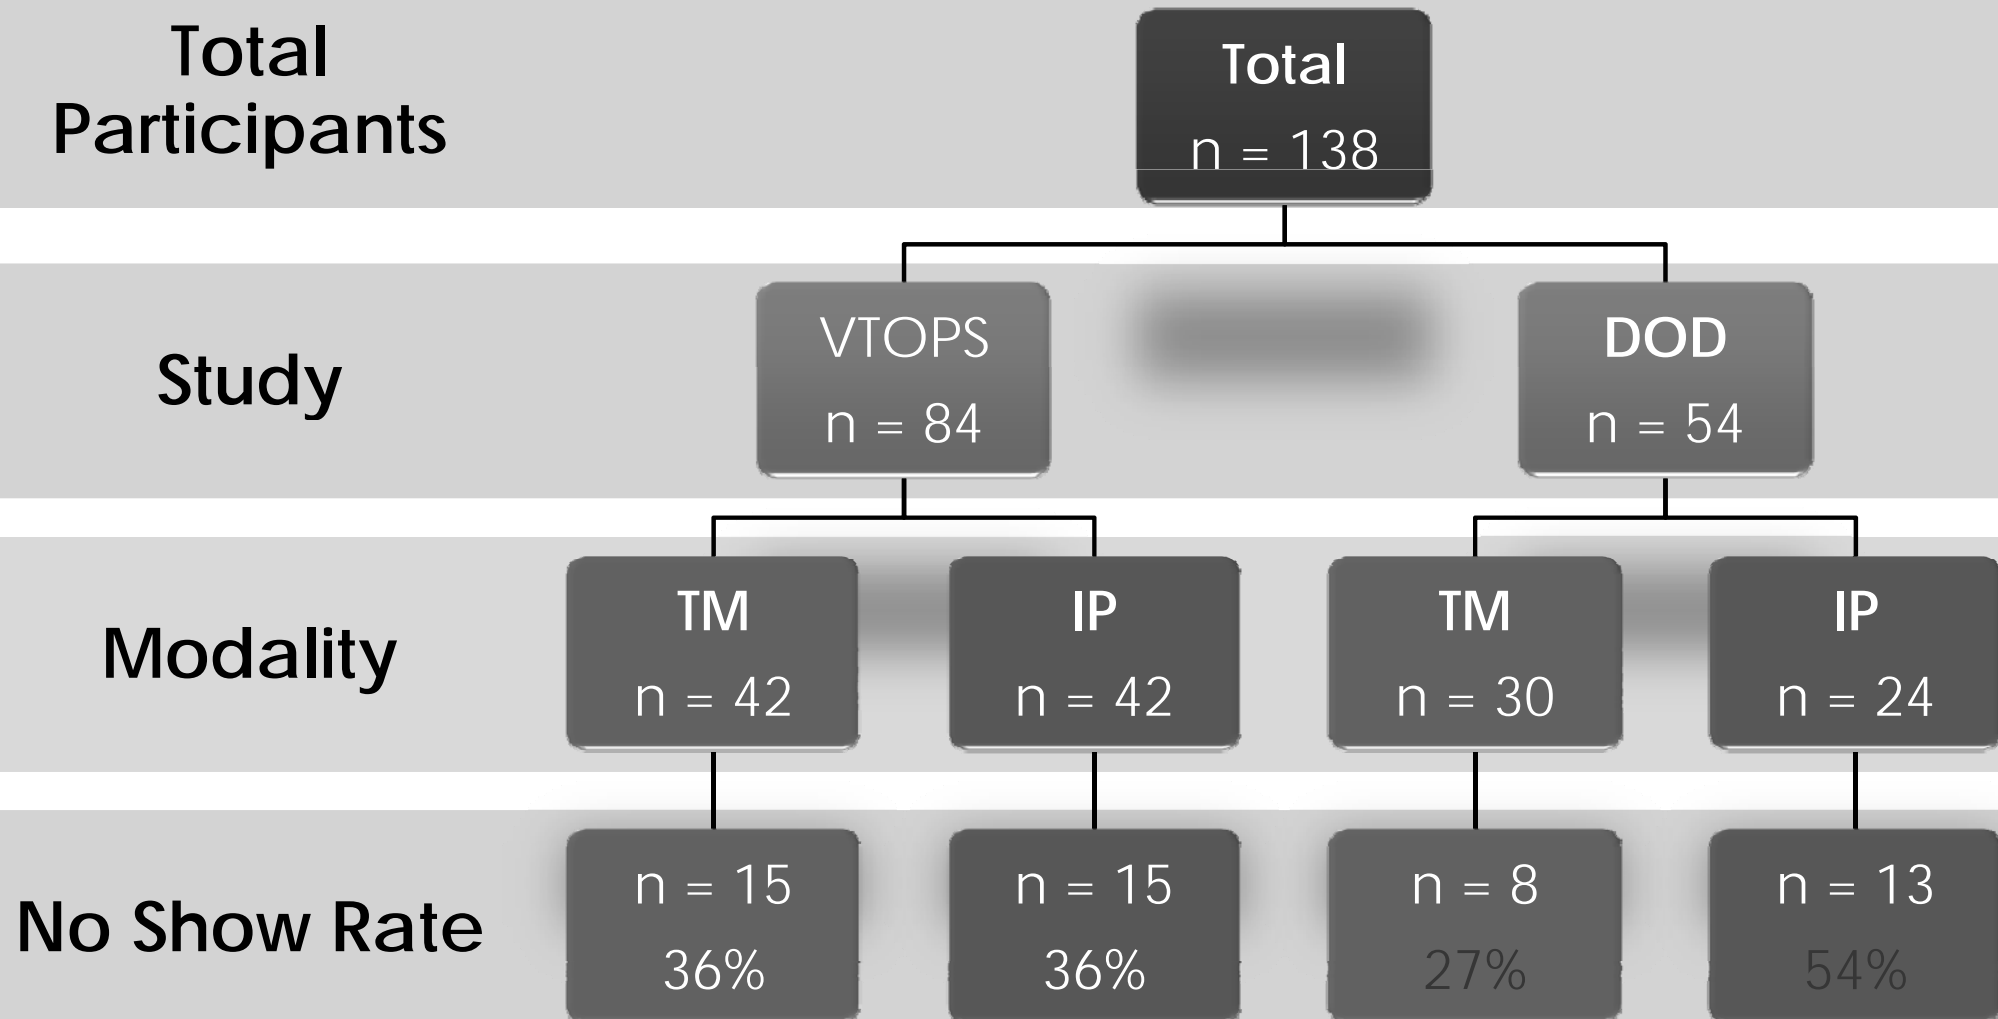 Total
Participants
Total
n = 138
Study
VTOPS
n = 84
DOD
n = 54
Modality
TM
n = 42
IP
n = 42
TM
n = 30
IP
n = 24
No Show Rate
n = 15
36%
n = 15
36%
n = 8
27%
n = 13
54%